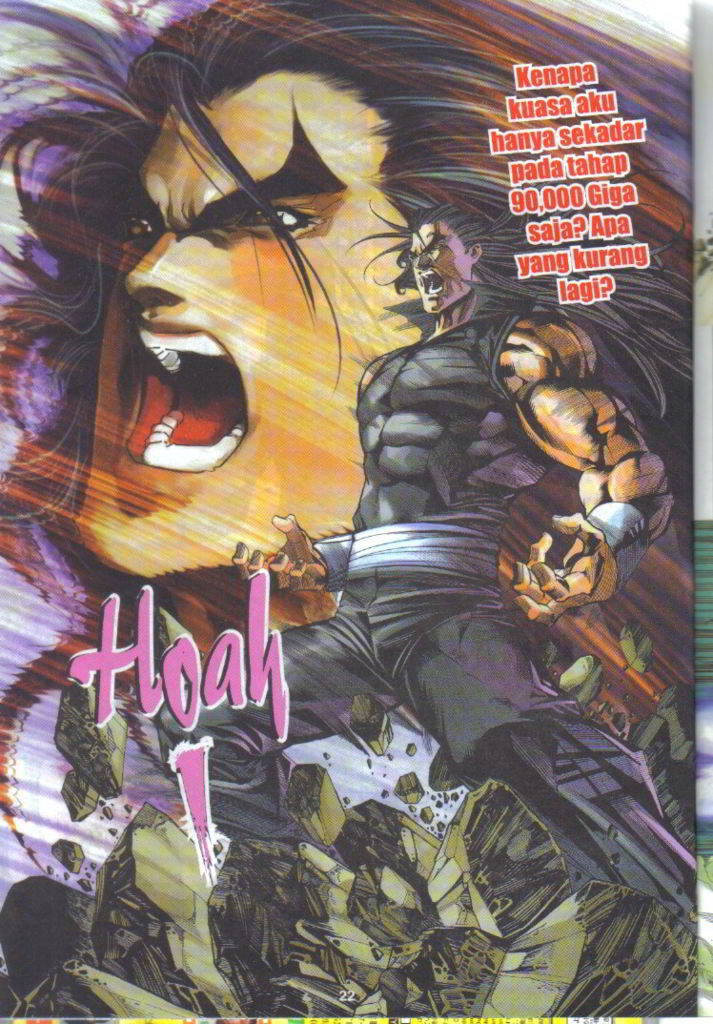 Kenapa
kuasa aku
hanya sekadar
pada tahap
90,000 Giga
saja? Apa
yang kurang
lagi?
Hoah
!
22